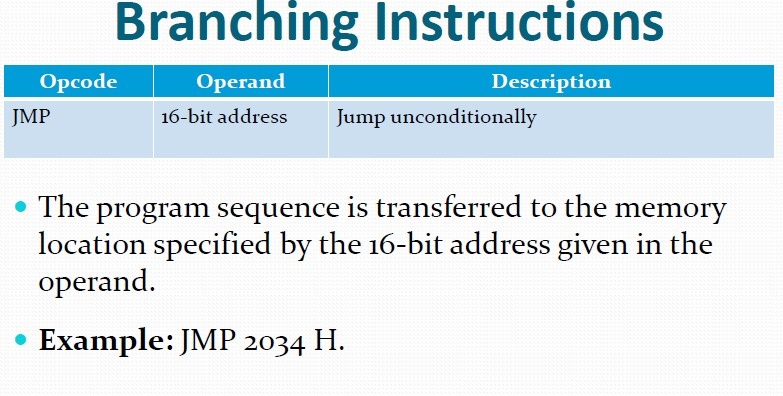 Branching Instructions
Opcode Operand Description
JMP 16-bit address Jump unconditionally
The program sequence is transferred to the memory
location specified by the 16-bit address given in the
operand.
Example: JMP 2034 H.